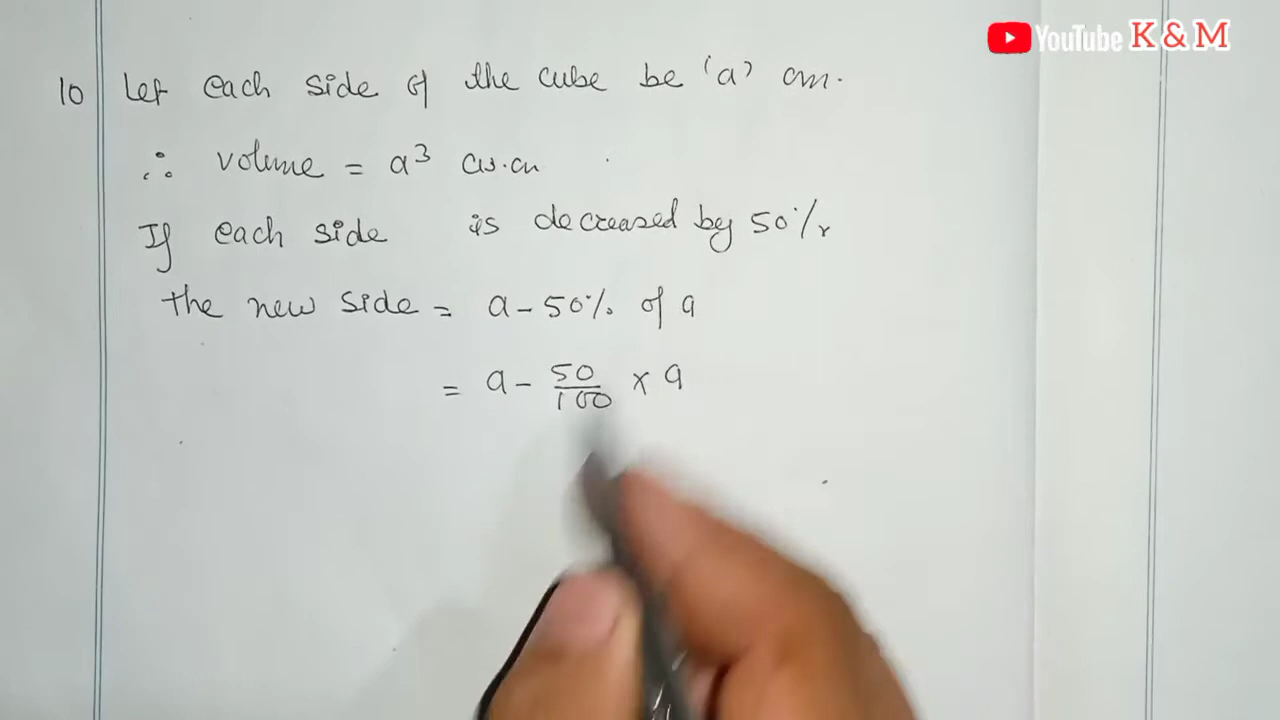 YouTube K & M
10 Let each side of the cube be 'a' cm.
∴ volume = a³ cu.cm
If each side is decreased by 50%
the new side = a - 50% of a
= a - 50/100 × a